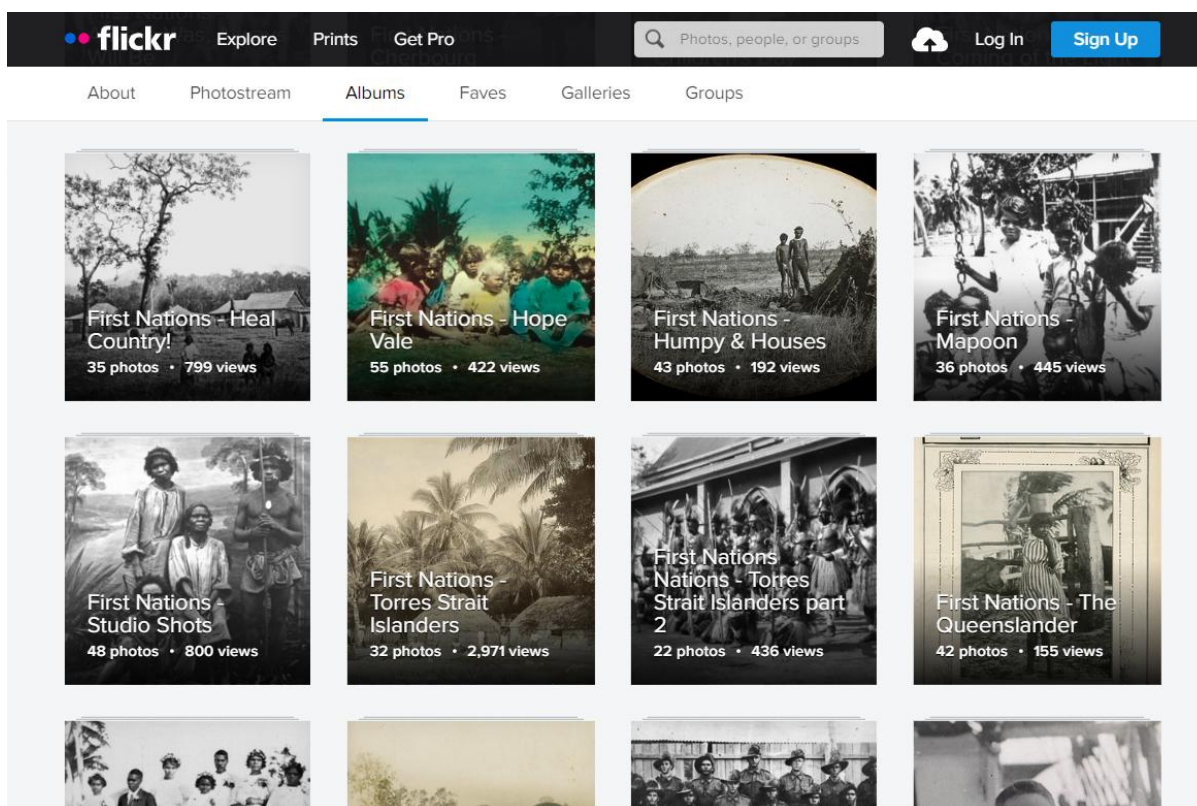 flickr Explore Prints Get Pro Photos, people, or groups Log In Sign Up
About Photostream Albums Faves Galleries Groups
First Nations - Heal
Country!
35 photos • 799 views
First Nations - Hope
Vale
55 photos • 422 views
First Nations -
Humpy & Houses
43 photos • 192 views
First Nations -
Mapoon
36 photos • 445 views
First Nations -
Studio Shots
48 photos • 800 views
First Nations -
Torres Strait
Islanders
32 photos • 2,971 views
First Nations
Nations - Torres
Strait Islanders part
2
22 photos • 436 views
First Nations - The
Queenslander
42 photos • 155 views